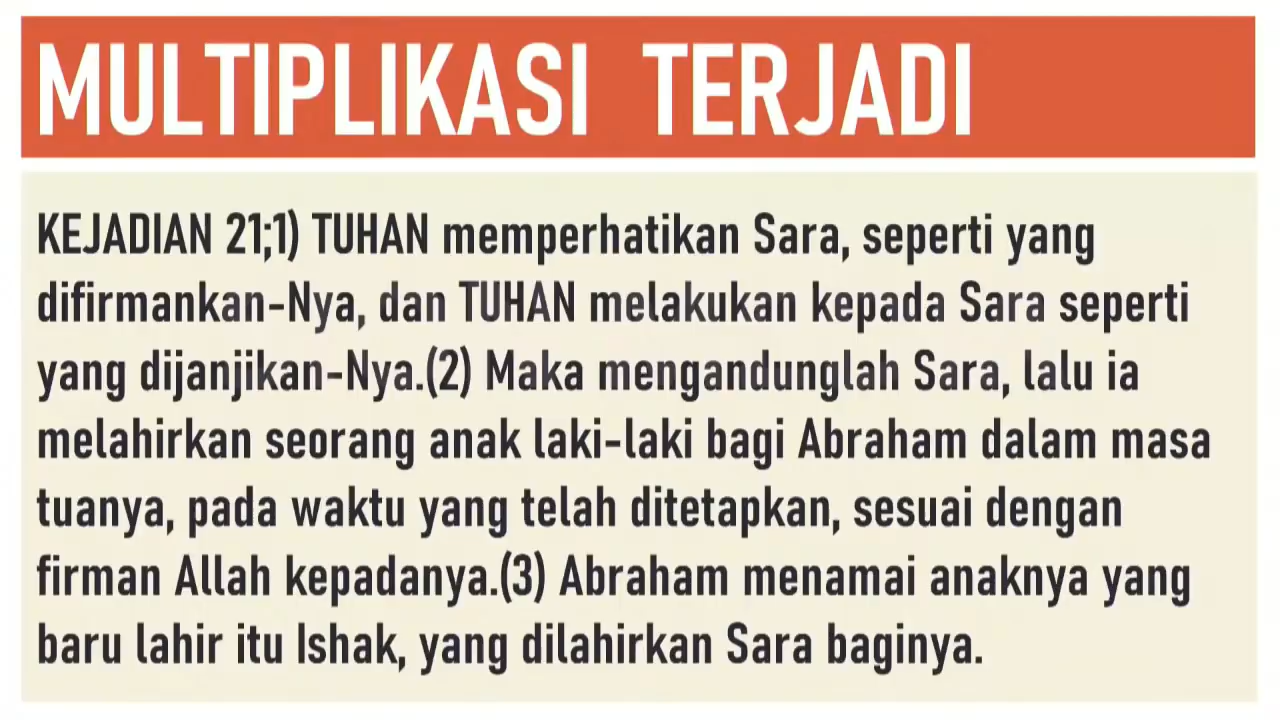 MULTIPLIKASI TERJADI
KEJADIAN 21;1) TUHAN memperhatikan Sara, seperti yang
difirmankan-Nya, dan TUHAN melakukan kepada Sara seperti
yang dijanjikan-Nya.(2) Maka mengandunglah Sara, lalu ia
melahirkan seorang anak laki-laki bagi Abraham dalam masa
tuanya, pada waktu yang telah ditetapkan, sesuai dengan
firman Allah kepadanya.(3) Abraham menamai anaknya yang
baru lahir itu Ishak, yang dilahirkan Sara baginya.